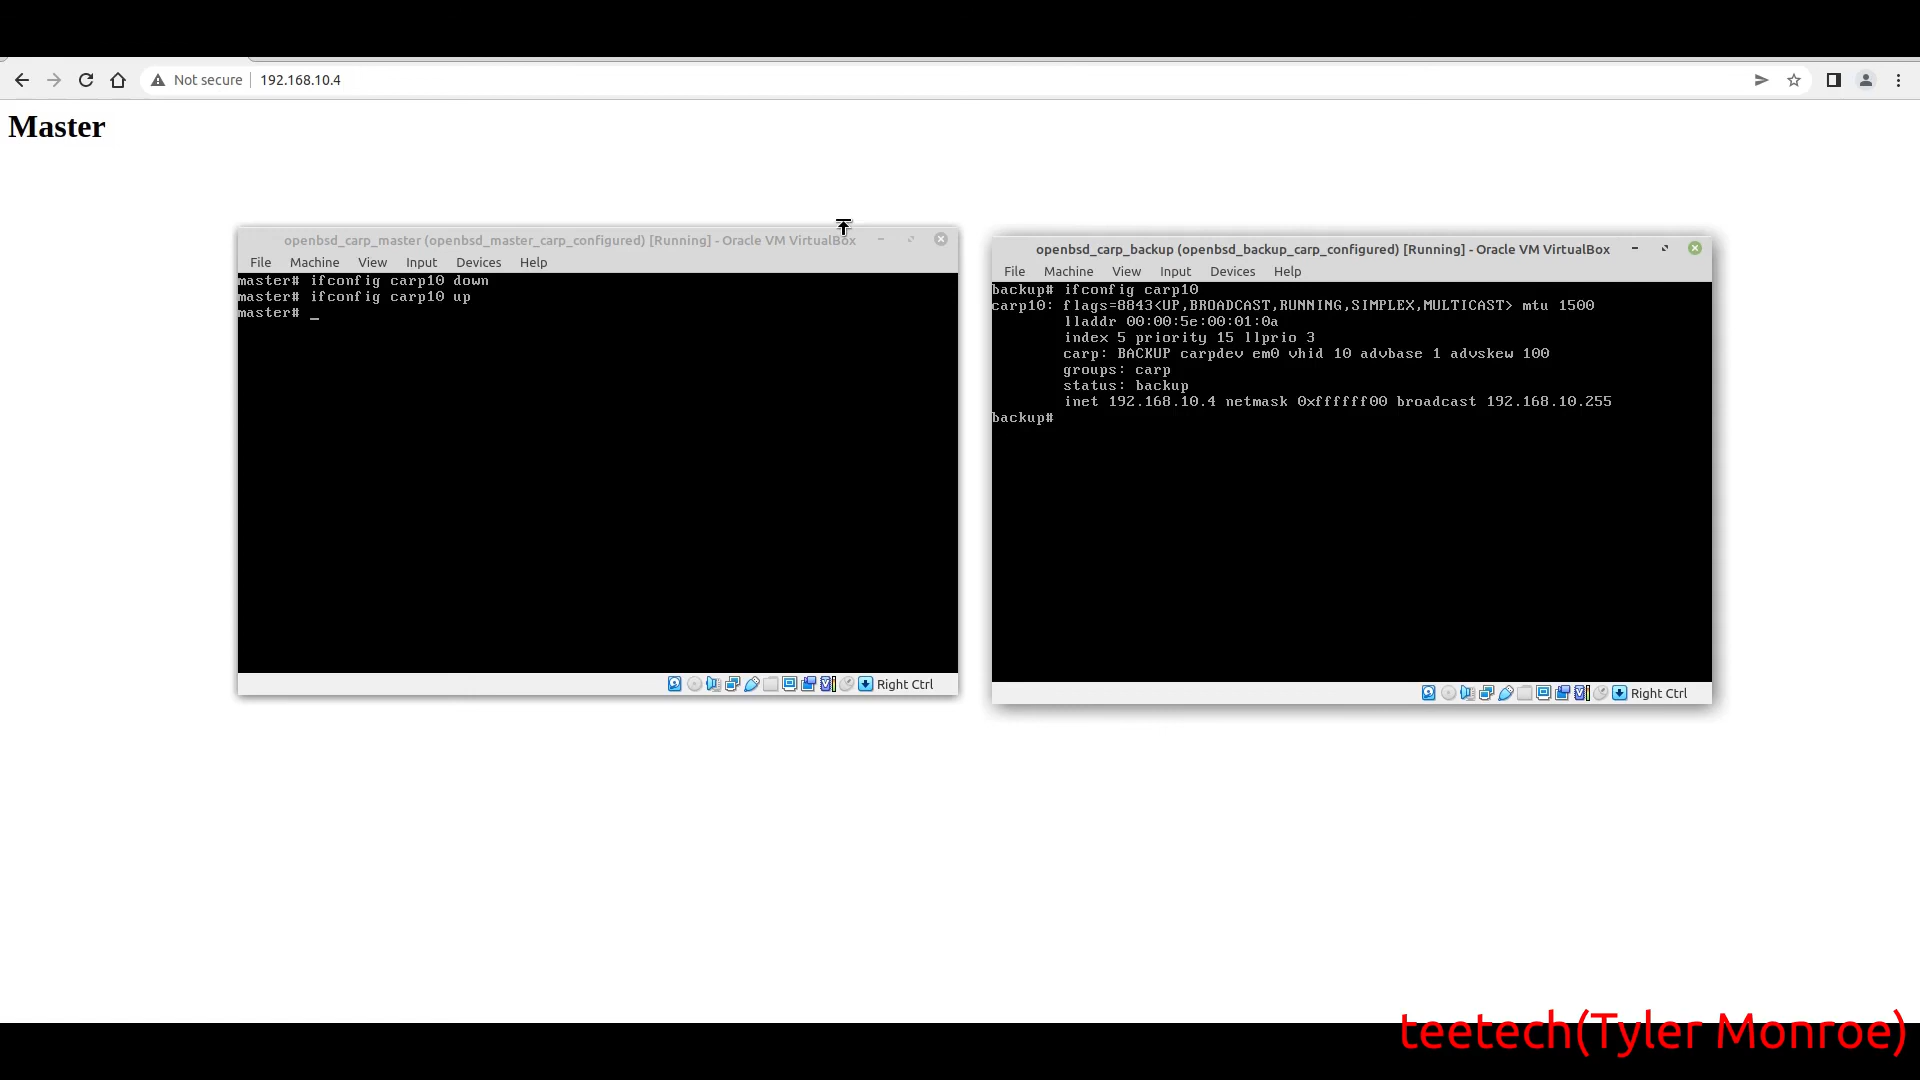 Not secure
192.168.10.4
Master
openbsd_carp_master (openbsd_master_carp_configured) [Running] - Oracle VM VirtualBox
File Machine View Input Devices Help
master# ifconfig carp10 down
master# ifconfig carp10 up
master# _
Right Ctrl
openbsd_carp_backup (openbsd_backup_carp_configured) [Running] - Oracle VM VirtualBox
File Machine View Input Devices Help
backup# ifconfig carp10
carp10: flags=8843<UP,BROADCAST,RUNNING,SIMPLEX,MULTICAST> mtu 1500
lladdr 00:00:5e:00:01:0a
index 5 priority 15 llprio 3
carp: BACKUP carpdev em0 vhid 10 advbase 1 advskew 100
groups: carp
status: backup
inet 192.168.10.4 netmask 0xffffff00 broadcast 192.168.10.255
backup#
Right Ctrl
teetech(Tyler Monroe)